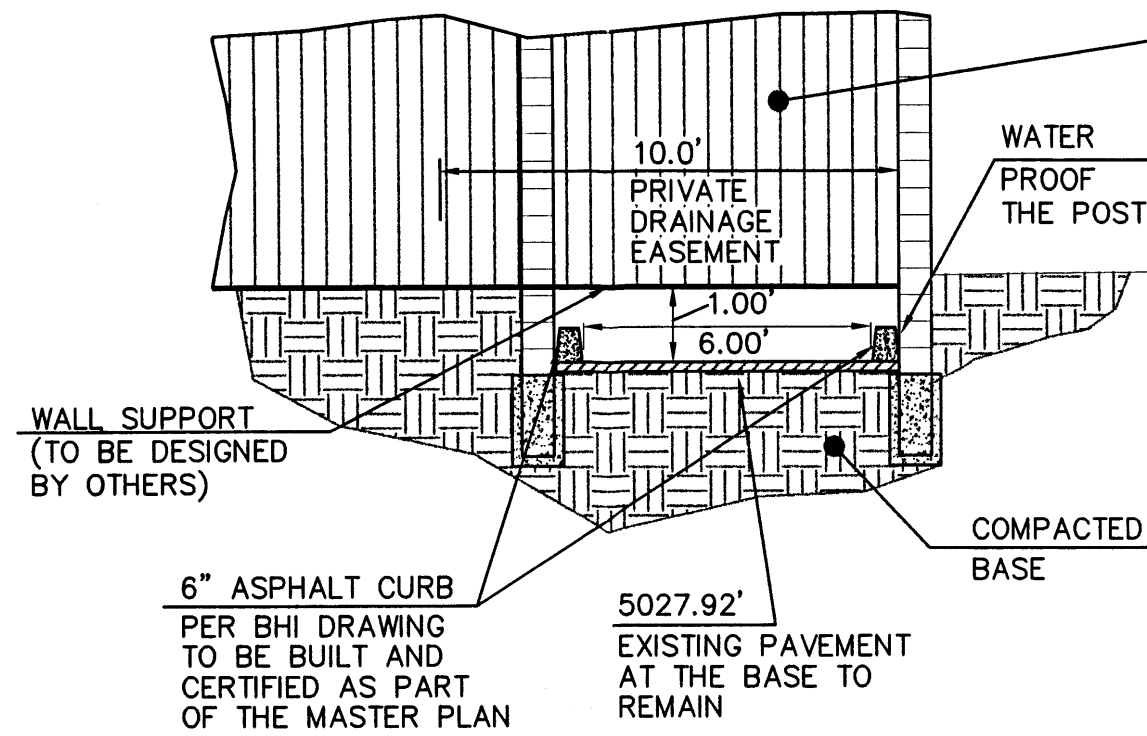 10.0'
PRIVATE
DRAINAGE
EASEMENT
WATER
PROOF
THE POST
1.00'
6.00'
WALL SUPPORT
(TO BE DESIGNED
BY OTHERS)
COMPACTED
BASE
6" ASPHALT CURB
PER BHI DRAWING
TO BE BUILT AND
CERTIFIED AS PART
OF THE MASTER PLAN
5027.92'
EXISTING PAVEMENT
AT THE BASE TO
REMAIN